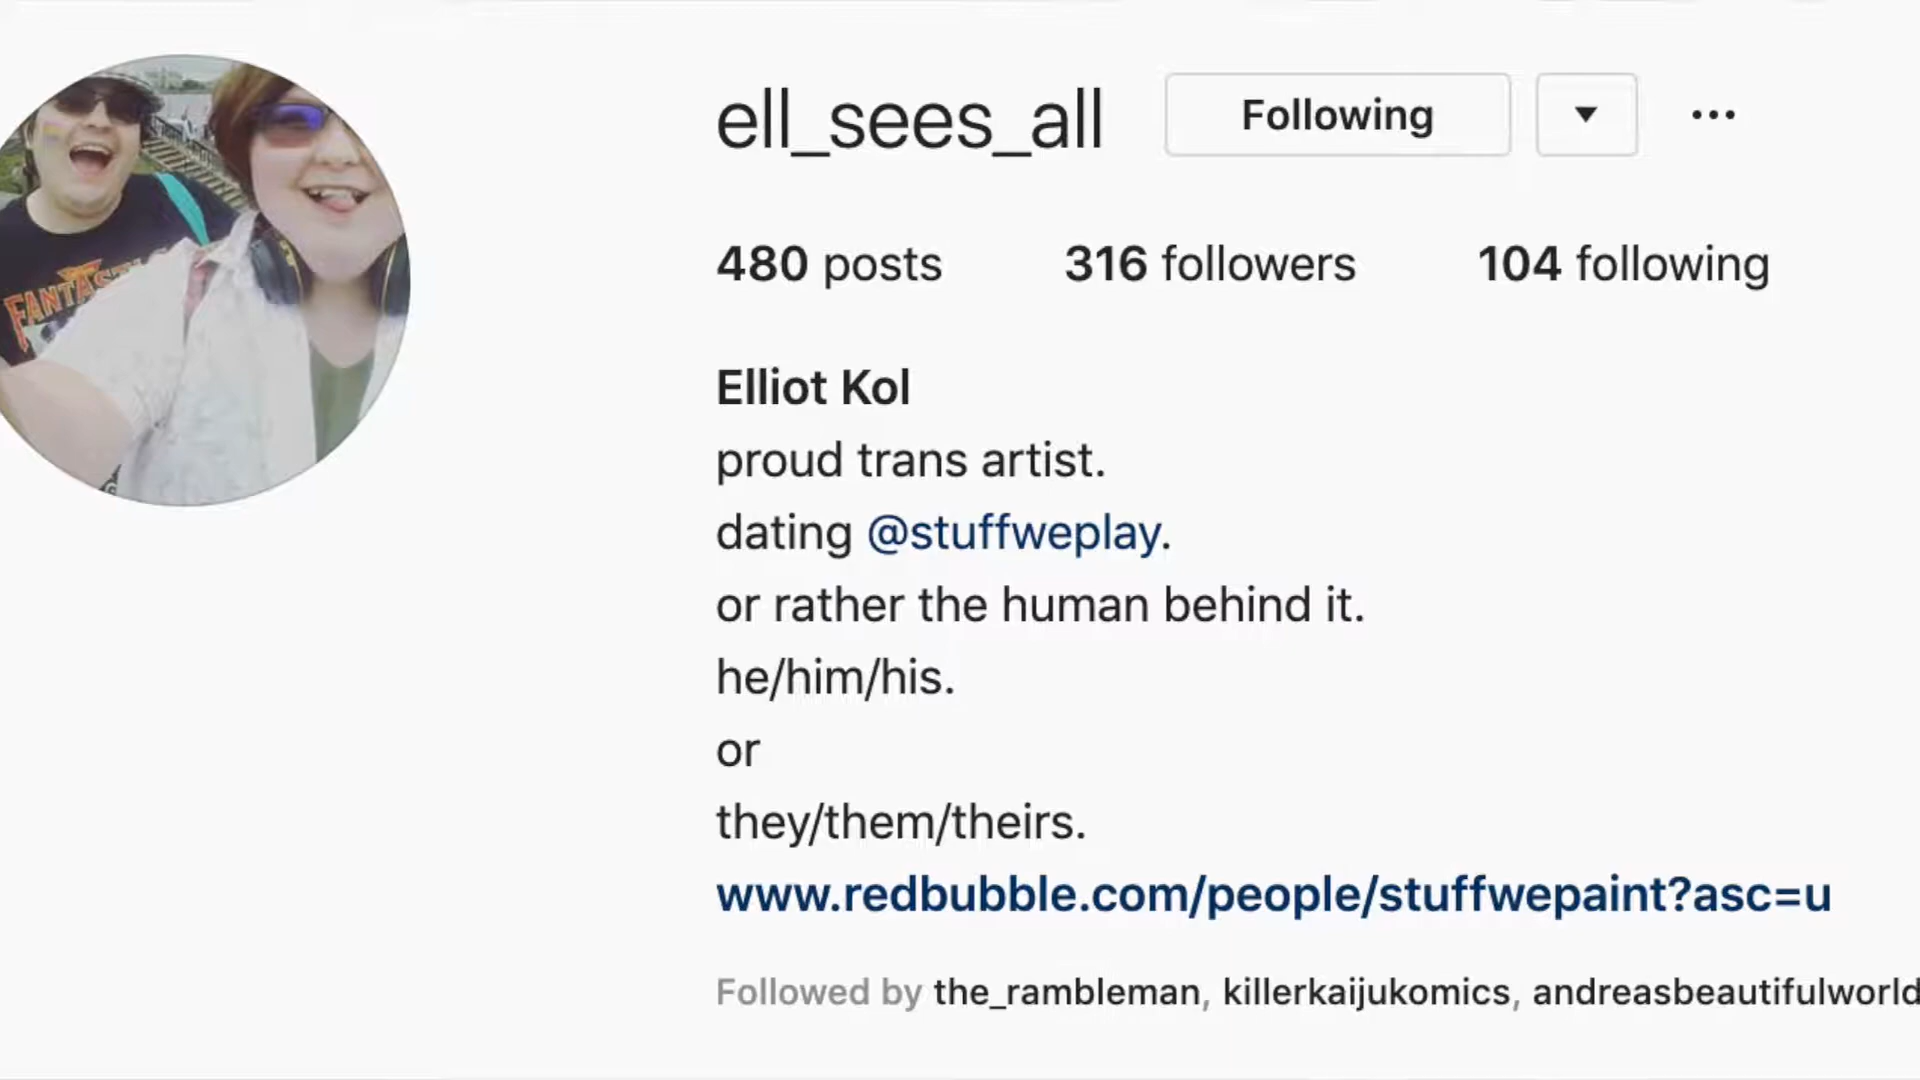 ell_sees_all Following ▼ •••
480 posts 316 followers 104 following
Elliot Kol
proud trans artist.
dating @stuffweplay.
or rather the human behind it.
he/him/his.
or
they/them/theirs.
www.redbubble.com/people/stuffwepaint?asc=u
Followed by the_rambleman, killerkaijukomics, andreasbeautifulworld